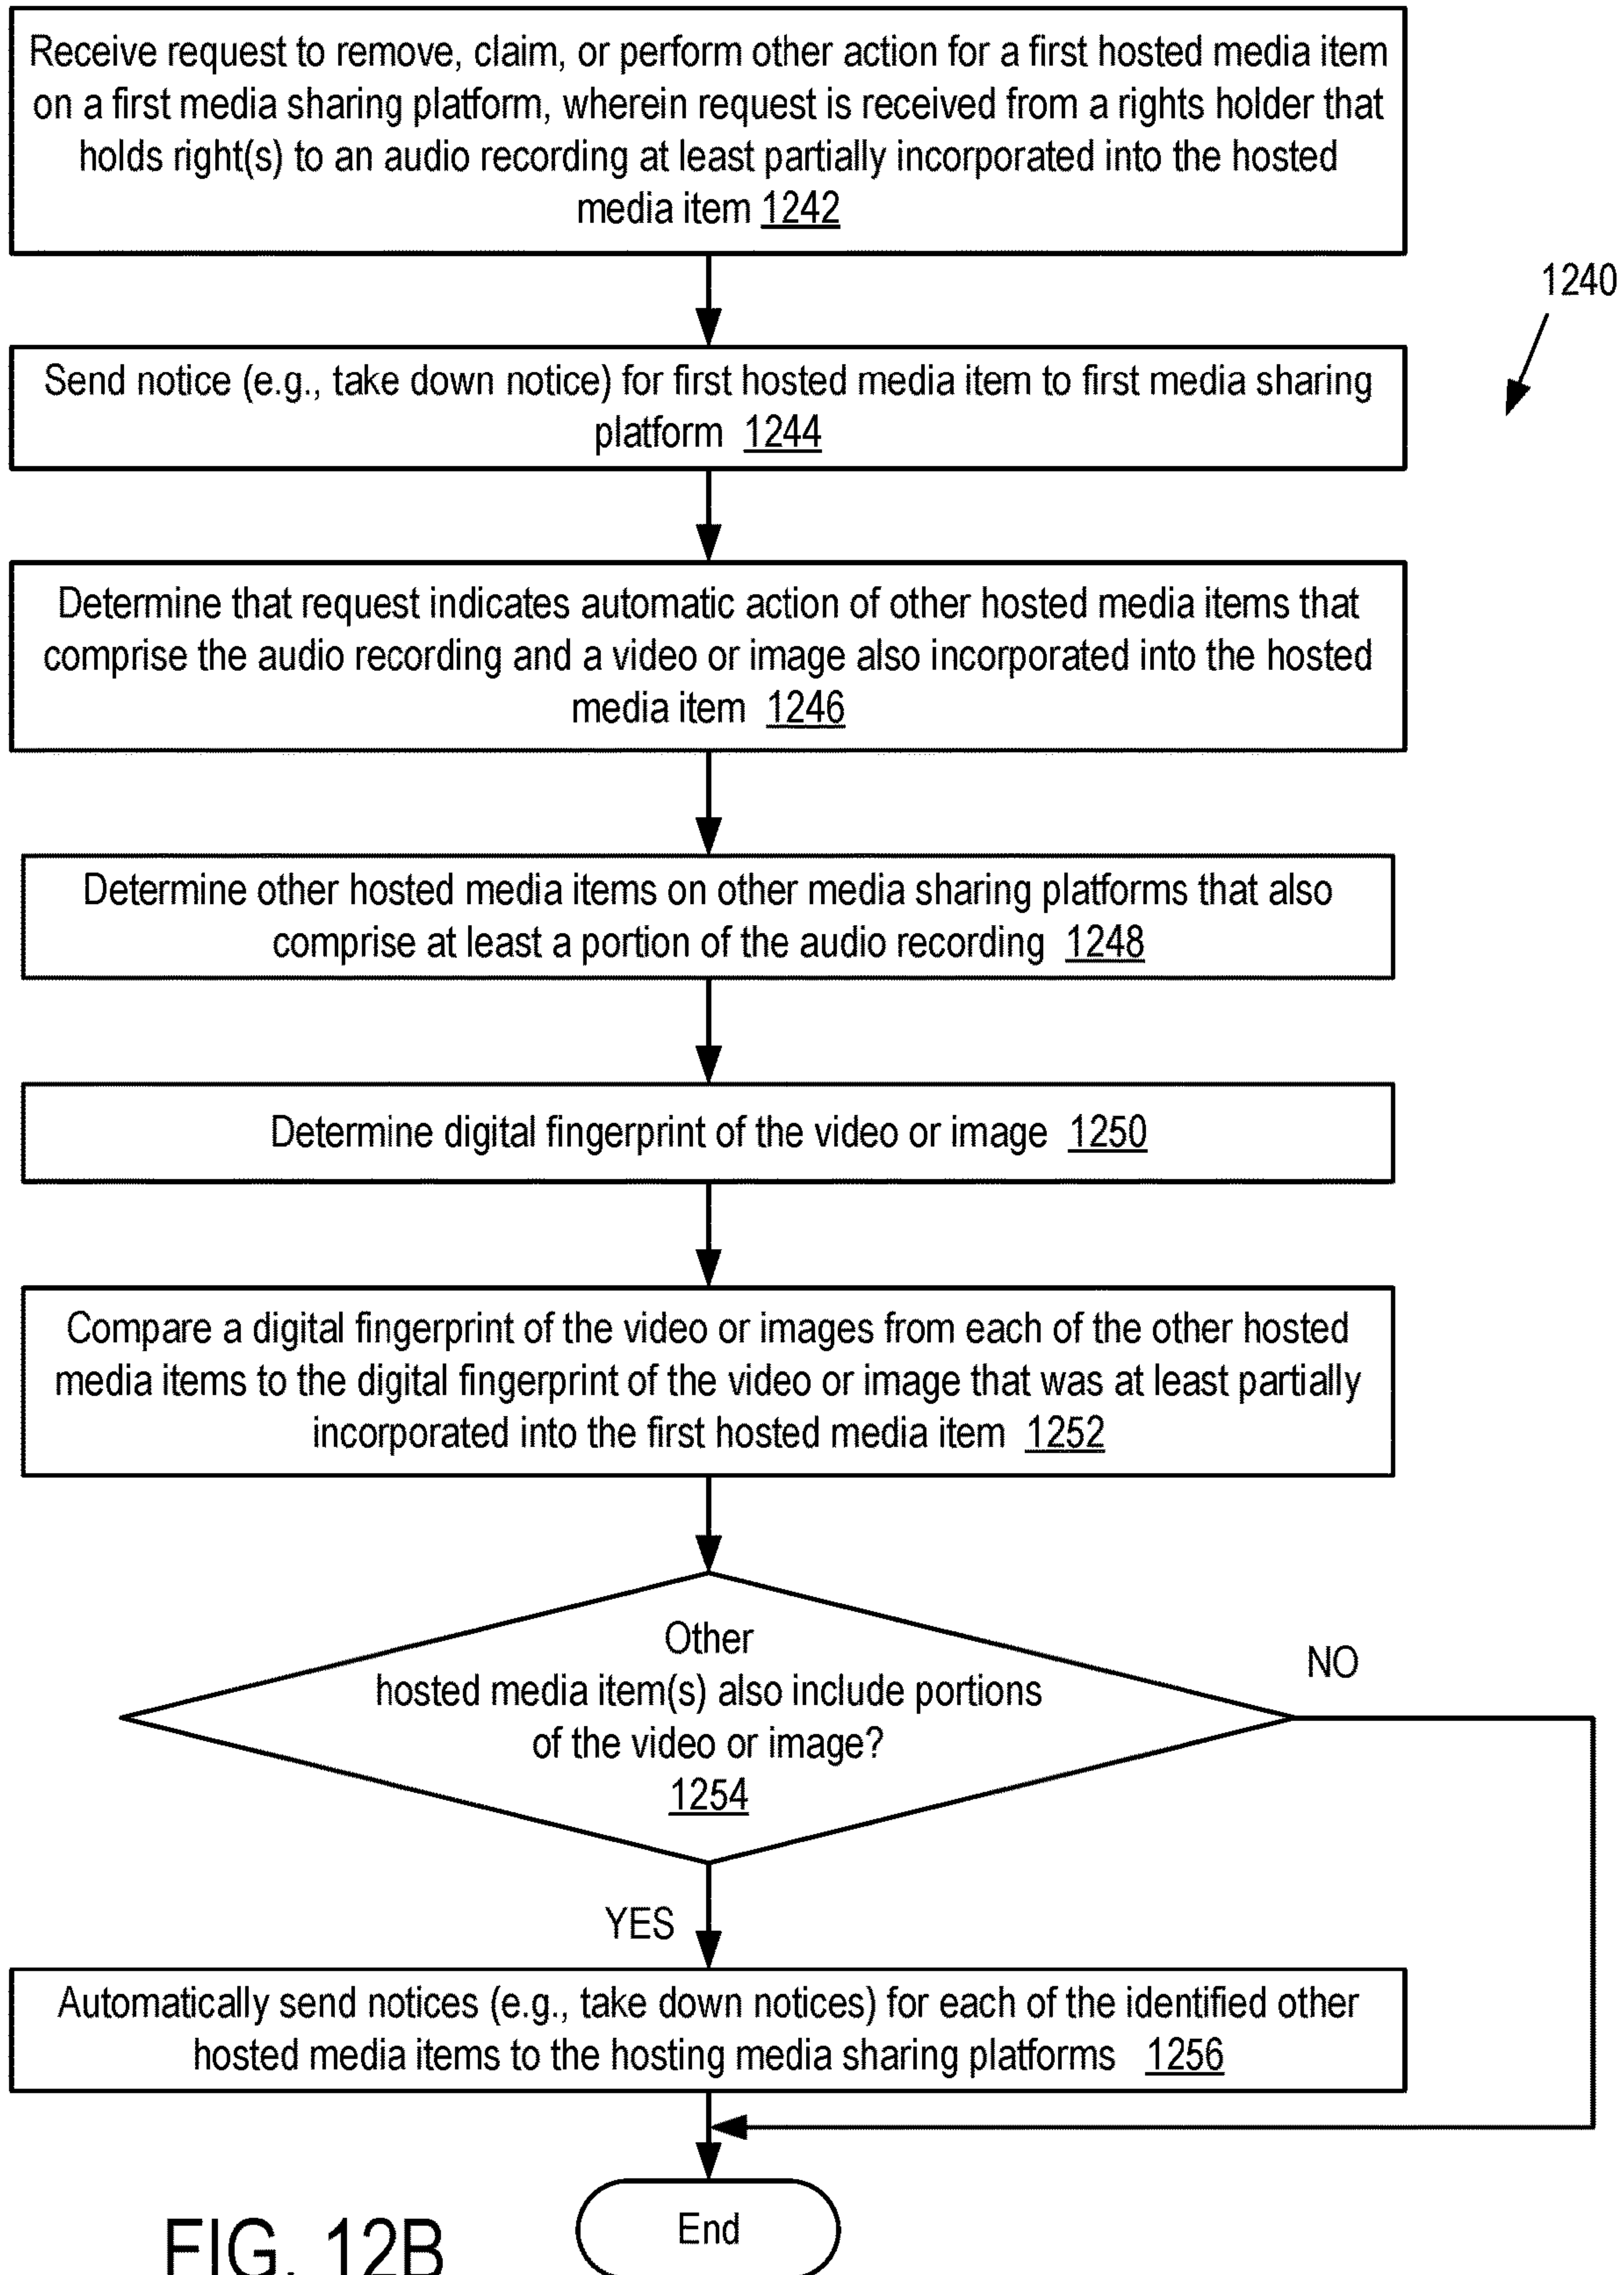 Receive request to remove, claim, or perform other action for a first hosted media item
on a first media sharing platform, wherein request is received from a rights holder that
holds right(s) to an audio recording at least partially incorporated into the hosted
media item 1242
1240
Send notice (e.g., take down notice) for first hosted media item to first media sharing
platform 1244
Determine that request indicates automatic action of other hosted media items that
comprise the audio recording and a video or image also incorporated into the hosted
media item 1246
Determine other hosted media items on other media sharing platforms that also
comprise at least a portion of the audio recording 1248
Determine digital fingerprint of the video or image 1250
Compare a digital fingerprint of the video or images from each of the other hosted
media items to the digital fingerprint of the video or image that was at least partially
incorporated into the first hosted media item 1252
Other
hosted media item(s) also include portions
of the video or image?
1254
NO
YES
Automatically send notices (e.g., take down notices) for each of the identified other
hosted media items to the hosting media sharing platforms 1256
End
FIG. 12B